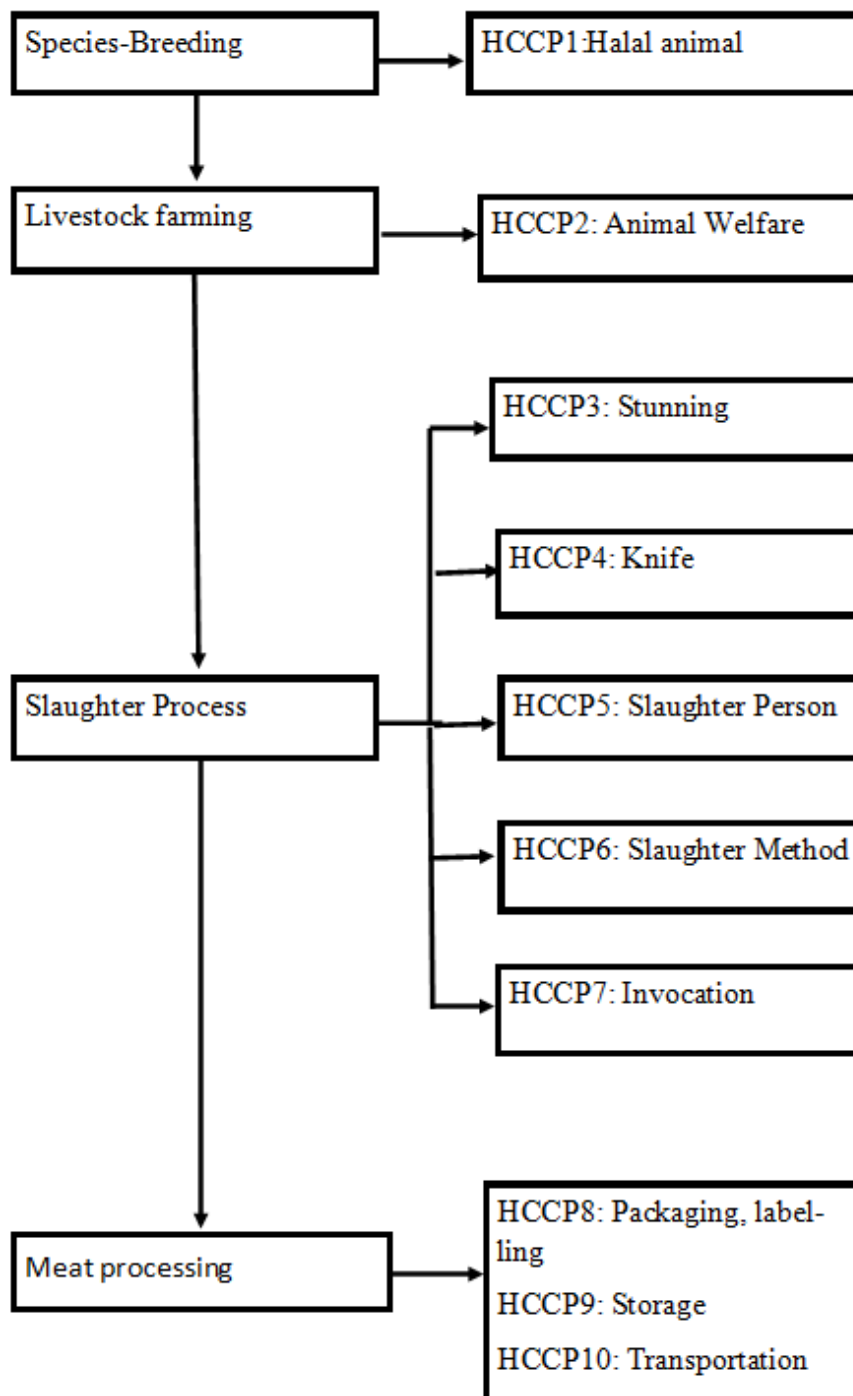 Species-Breeding
HCCP1:Halal animal
Livestock farming
HCCP2: Animal Welfare
HCCP3: Stunning
HCCP4: Knife
Slaughter Process
HCCP5: Slaughter Person
HCCP6: Slaughter Method
HCCP7: Invocation
Meat processing
HCCP8: Packaging, label-
ling
HCCP9: Storage
HCCP10: Transportation